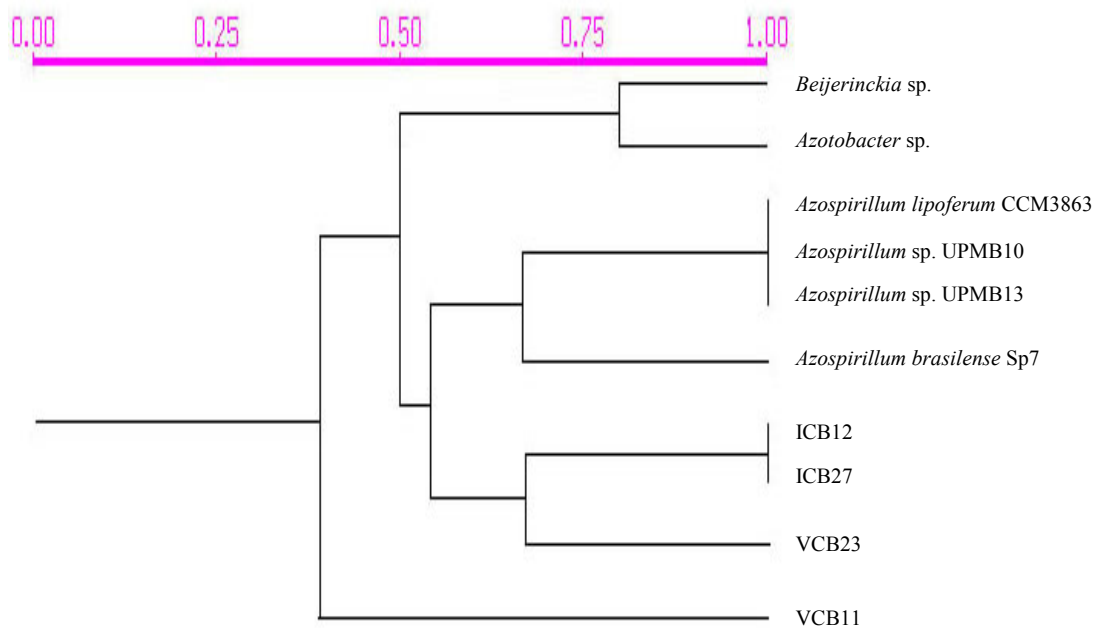 0.00 0.25 0.50 0.75 1.00
Beijerinckia sp.
Azotobacter sp.
Azospirillum lipoferum CCM3863
Azospirillum sp. UPMB10
Azospirillum sp. UPMB13
Azospirillum brasilense Sp7
ICB12
ICB27
VCB23
VCB11